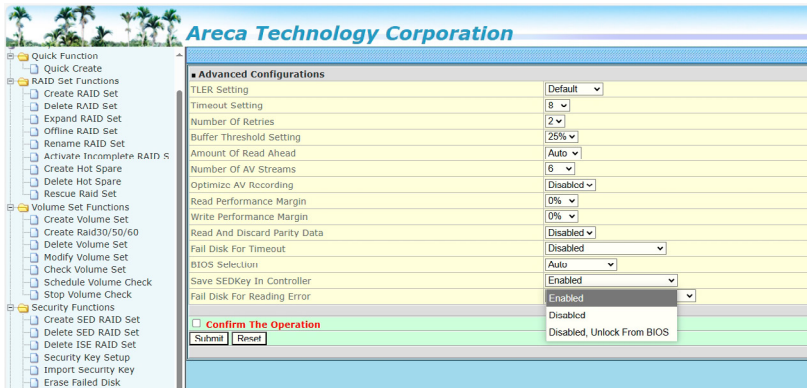 Areca Technology Corporation
Quick Function
Quick Create
RAID Set Functions
Create RAID Set
Delete RAID Set
Expand RAID Set
Offline RAID Set
Rename RAID Set
Activate Incomplete RAID S
Create Hot Spare
Delete Hot Spare
Rescue Raid Set
Volume Set Functions
Create Volume Set
Create Raid30/50/60
Delete Volume Set
Modify Volume Set
Check Volume Set
Schedule Volume Check
Stop Volume Check
Security Functions
Create SED RAID Set
Delete SED RAID Set
Delete ISE RAID Set
Security Key Setup
Import Security Key
Erase Failed Disk
Advanced Configurations
TLER Setting Default
Timeout Setting 8
Number Of Retries 2
Buffer Threshold Setting 25%
Amount Of Read Ahead Auto
Number Of AV Streams 6
Optimize AV Recording Disabled
Read Performance Margin 0%
Write Performance Margin 0%
Read And Discard Parity Data Disabled
Fail Disk For Timeout Disabled
BIOS Selection Auto
Save SEDKey In Controller Enabled
Fail Disk For Reading Error
Enabled
Disabled
Disabled, Unlock From BIOS
Confirm The Operation
Submit Reset